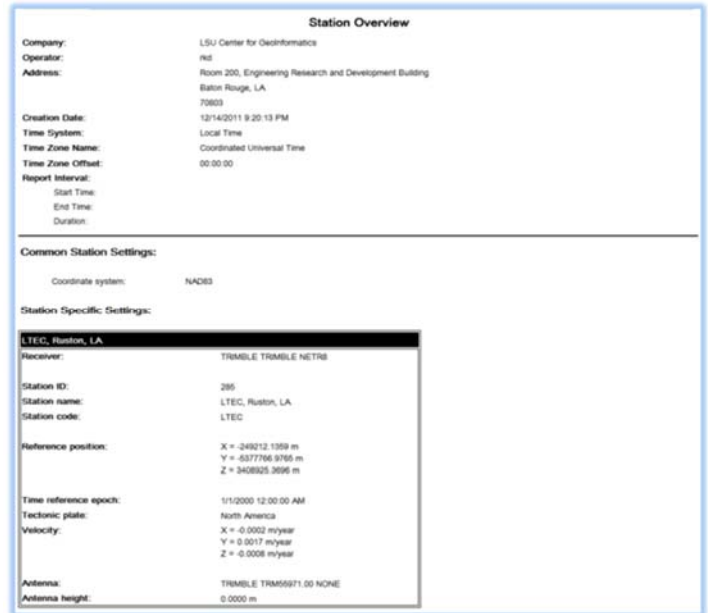 Station Overview
Company: LSU Center for GeoInformatics
Operator: rkd
Address: Room 200, Engineering Research and Development Building
Baton Rouge, LA
70803
Creation Date: 12/14/2011 9:20:13 PM
Time System: Local Time
Time Zone Name: Coordinated Universal Time
Time Zone Offset: 00:00:00
Report Interval:
Start Time:
End Time:
Duration:
Common Station Settings:
Coordinate system: NAD83
Station Specific Settings:
LTEC, Ruston, LA
Receiver: TRIMBLE TRIMBLE NETR8
Station ID: 285
Station name: LTEC, Ruston, LA
Station code: LTEC
Reference position: X = -249212.1359 m
Y = -5377766.9765 m
Z = 3408925.3696 m
Time reference epoch: 1/1/2000 12:00:00 AM
Tectonic plate: North America
Velocity: X = -0.0002 m/year
Y = 0.0017 m/year
Z = -0.0008 m/year
Antenna: TRIMBLE TRM55971.00 NONE
Antenna height: 0.0000 m